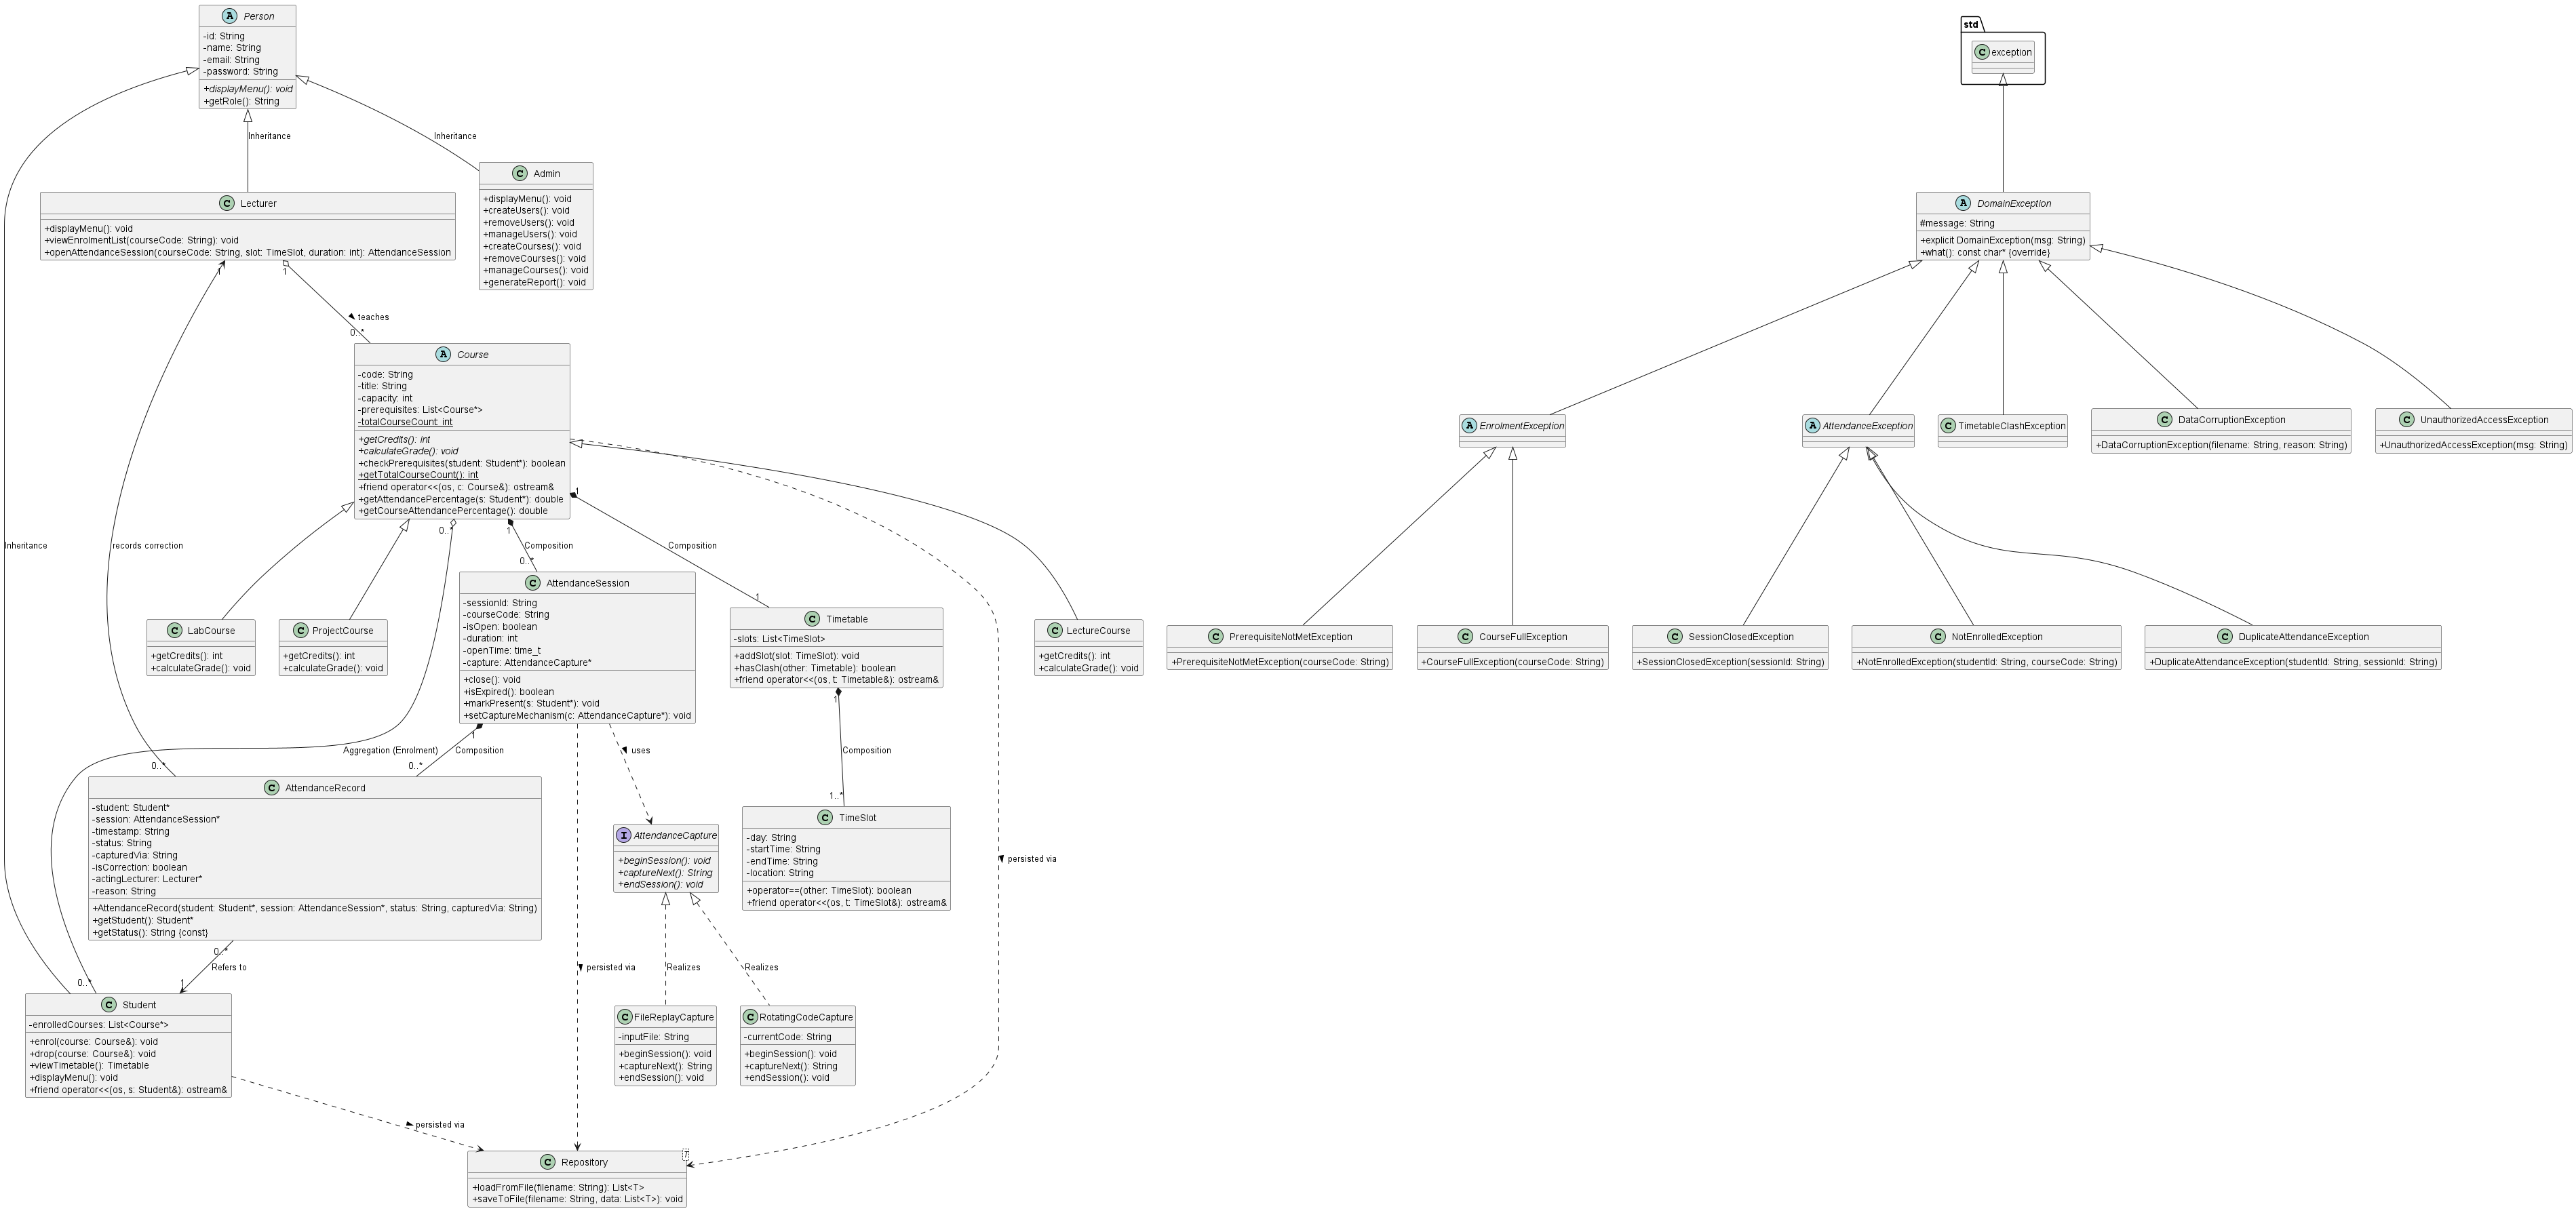 Person
-id: String
-name: String
-email: String
-password: String
+displayMenu(): void
+getRole(): String
std
exception
Inheritance
Inheritance
Admin
+displayMenu(): void
+createUsers(): void
+removeUsers(): void
+manageUsers(): void
+createCourses(): void
+removeCourses(): void
+manageCourses(): void
+generateReport(): void
Lecturer
+displayMenu(): void
+viewEnrolmentList(courseCode: String): void
+openAttendanceSession(courseCode: String, slot: TimeSlot, duration: int): AttendanceSession
DomainException
#message: String
+explicit DomainException(msg: String)
+what(): const char* {override}
1
1
teaches
0..*
Course
-code: String
-title: String
-capacity: int
-prerequisites: List<Course*>
-totalCourseCount: int
+getCredits(): int
+calculateGrade(): void
+checkPrerequisites(student: Student*): boolean
+getTotalCourseCount(): int
+friend operator<<(os, c: Course&): ostream&
+getAttendancePercentage(s: Student*): double
+getCourseAttendancePercentage(): double
EnrolmentException
AttendanceException
TimetableClashException
DataCorruptionException
+DataCorruptionException(filename: String, reason: String)
UnauthorizedAccessException
+UnauthorizedAccessException(msg: String)
1
0..*
1
Inheritance
records correction
Composition
Composition
0..*
1
AttendanceSession
-sessionId: String
-courseCode: String
-isOpen: boolean
-duration: int
-openTime: time_t
-capture: AttendanceCapture*
+close(): void
+isExpired(): boolean
+markPresent(s: Student*): void
+setCaptureMechanism(c: AttendanceCapture*): void
LabCourse
+getCredits(): int
+calculateGrade(): void
ProjectCourse
+getCredits(): int
+calculateGrade(): void
Timetable
-slots: List<TimeSlot>
+addSlot(slot: TimeSlot): void
+hasClash(other: Timetable): boolean
+friend operator<<(os, t: Timetable&): ostream&
LectureCourse
+getCredits(): int
+calculateGrade(): void
PrerequisiteNotMetException
+PrerequisiteNotMetException(courseCode: String)
CourseFullException
+CourseFullException(courseCode: String)
SessionClosedException
+SessionClosedException(sessionId: String)
NotEnrolledException
+NotEnrolledException(studentId: String, courseCode: String)
DuplicateAttendanceException
+DuplicateAttendanceException(studentId: String, sessionId: String)
1
1
Aggregation (Enrolment)
Composition
uses
Composition
0..*
0..*
1..*
AttendanceRecord
-student: Student*
-session: AttendanceSession*
-timestamp: String
-status: String
-capturedVia: String
-isCorrection: boolean
-actingLecturer: Lecturer*
-reason: String
+AttendanceRecord(student: Student*, session: AttendanceSession*, status: String, capturedVia: String)
+getStudent(): Student*
+getStatus(): String {const}
AttendanceCapture
+beginSession(): void
+captureNext(): String
+endSession(): void
TimeSlot
-day: String
-startTime: String
-endTime: String
-location: String
+operator==(other: TimeSlot): boolean
+friend operator<<(os, t: TimeSlot&): ostream&
persisted via
0..*
Refers to
persisted via
Realizes
Realizes
0..*
1
Student
-enrolledCourses: List<Course*>
+enrol(course: Course&): void
+drop(course: Course&): void
+viewTimetable(): Timetable
+displayMenu(): void
+friend operator<<(os, s: Student&): ostream&
FileReplayCapture
-inputFile: String
+beginSession(): void
+captureNext(): String
+endSession(): void
RotatingCodeCapture
-currentCode: String
+beginSession(): void
+captureNext(): String
+endSession(): void
persisted via
Repository
T
+loadFromFile(filename: String): List<T>
+saveToFile(filename: String, data: List<T>): void